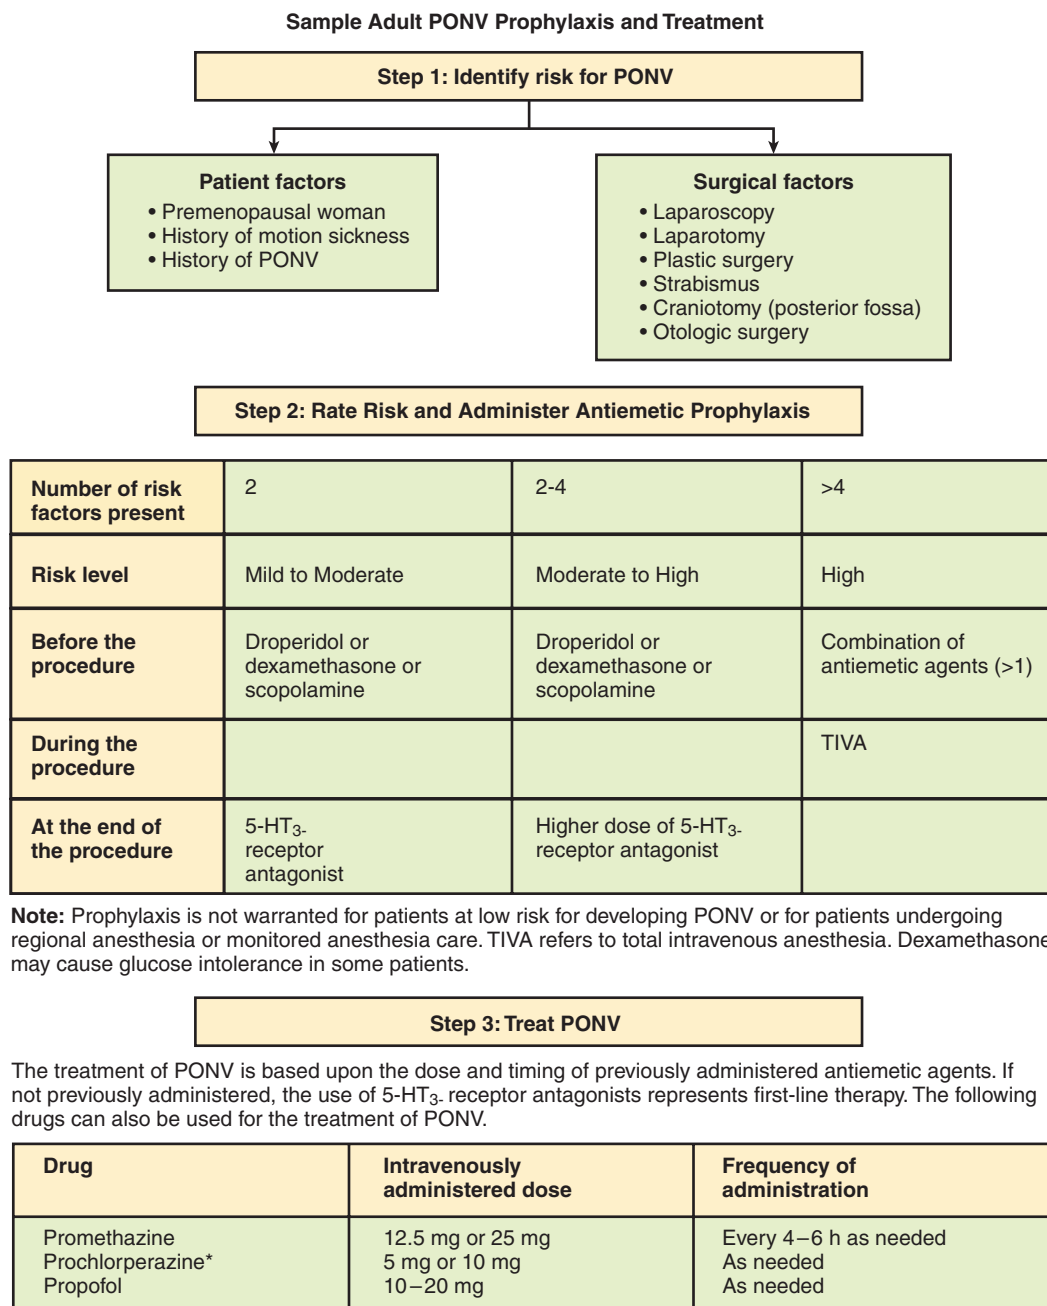 Sample Adult PONV Prophylaxis and Treatment
Step 1: Identify risk for PONV
Patient factors
• Premenopausal woman
• History of motion sickness
• History of PONV
Surgical factors
• Laparoscopy
• Laparotomy
• Plastic surgery
• Strabismus
• Craniotomy (posterior fossa)
• Otologic surgery
Step 2: Rate Risk and Administer Antiemetic Prophylaxis
Number of risk
factors present
2
2-4
>4
Risk level
Mild to Moderate
Moderate to High
High
Before the
procedure
Droperidol or
dexamethasone or
scopolamine
Droperidol or
dexamethasone or
scopolamine
Combination of
antiemetic agents (>1)
During the
procedure
TIVA
At the end of
the procedure
5-HT3-
receptor
antagonist
Higher dose of 5-HT3-
receptor antagonist
Note: Prophylaxis is not warranted for patients at low risk for developing PONV or for patients undergoing
regional anesthesia or monitored anesthesia care. TIVA refers to total intravenous anesthesia. Dexamethasone
may cause glucose intolerance in some patients.
Step 3: Treat PONV
The treatment of PONV is based upon the dose and timing of previously administered antiemetic agents. If
not previously administered, the use of 5-HT3- receptor antagonists represents first-line therapy. The following
drugs can also be used for the treatment of PONV.
Drug
Intravenously
administered dose
Frequency of
administration
Promethazine
12.5 mg or 25 mg
Every 4–6 h as needed
Prochlorperazine*
5 mg or 10 mg
As needed
Propofol
10–20 mg
As needed